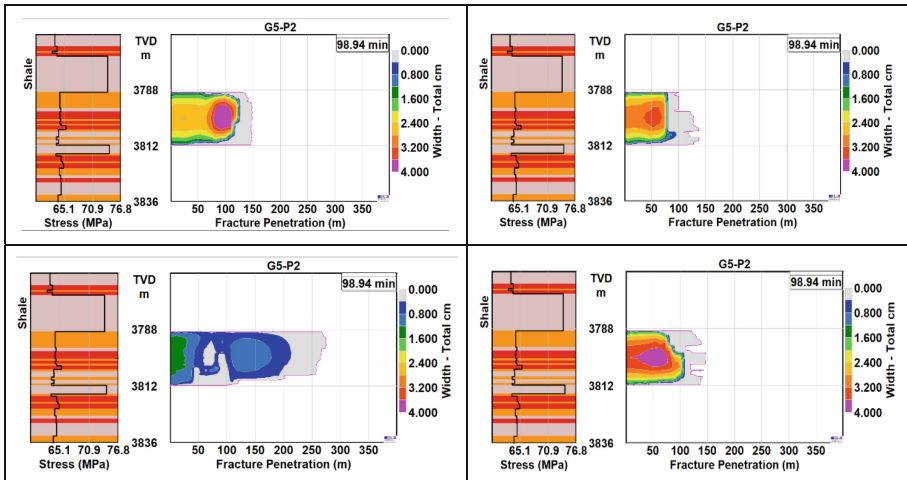 G5-P2
TVD
m
98.94 min
Shale
3788
3812
3836
65.1 70.9 76.8
Stress (MPa)
50 100 150 200 250 300 350
Fracture Penetration (m)
0.000
0.800
1.600
2.400
3.200
4.000
Width - Total cm
G5-P2
TVD
m
98.94 min
Shale
3788
3812
3836
65.1 70.9 76.8
Stress (MPa)
50 100 150 200 250 300 350
Fracture Penetration (m)
0.000
0.800
1.600
2.400
3.200
4.000
Width - Total cm
G5-P2
TVD
m
98.94 min
Shale
3788
3812
3836
65.1 70.9 76.8
Stress (MPa)
50 100 150 200 250 300 350
Fracture Penetration (m)
0.000
0.800
1.600
2.400
3.200
4.000
Width - Total cm
G5-P2
TVD
m
98.94 min
Shale
3788
3812
3836
65.1 70.9 76.8
Stress (MPa)
50 100 150 200 250 300 350
Fracture Penetration (m)
0.000
0.800
1.600
2.400
3.200
4.000
Width - Total cm